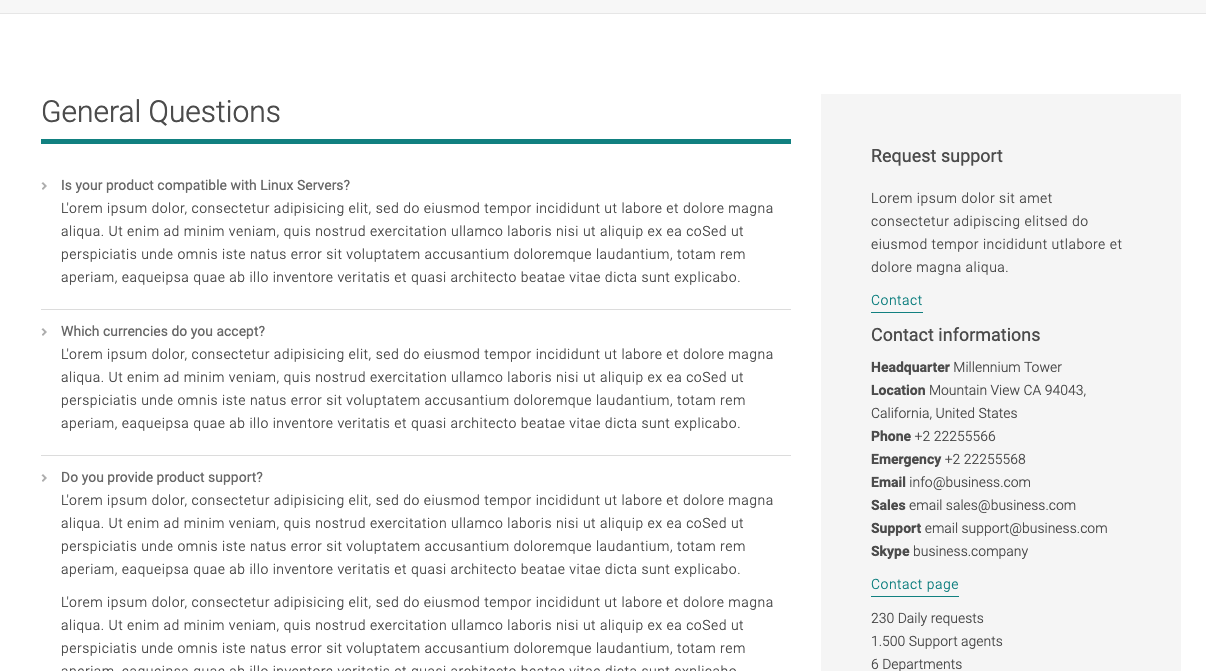 General Questions
Is your product compatible with Linux Servers?
L'orem ipsum dolor, consectetur adipisicing elit, sed do eiusmod tempor incididunt ut labore et dolore magna
aliqua. Ut enim ad minim veniam, quis nostrud exercitation ullamco laboris nisi ut aliquip ex ea coSed ut
perspiciatis unde omnis iste natus error sit voluptatem accusantium doloremque laudantium, totam rem
aperiam, eaqueipsa quae ab illo inventore veritatis et quasi architecto beatae vitae dicta sunt explicabo.
Which currencies do you accept?
L'orem ipsum dolor, consectetur adipisicing elit, sed do eiusmod tempor incididunt ut labore et dolore magna
aliqua. Ut enim ad minim veniam, quis nostrud exercitation ullamco laboris nisi ut aliquip ex ea coSed ut
perspiciatis unde omnis iste natus error sit voluptatem accusantium doloremque laudantium, totam rem
aperiam, eaqueipsa quae ab illo inventore veritatis et quasi architecto beatae vitae dicta sunt explicabo.
Do you provide product support?
L'orem ipsum dolor, consectetur adipisicing elit, sed do eiusmod tempor incididunt ut labore et dolore magna
aliqua. Ut enim ad minim veniam, quis nostrud exercitation ullamco laboris nisi ut aliquip ex ea coSed ut
perspiciatis unde omnis iste natus error sit voluptatem accusantium doloremque laudantium, totam rem
aperiam, eaqueipsa quae ab illo inventore veritatis et quasi architecto beatae vitae dicta sunt explicabo.
L'orem ipsum dolor, consectetur adipisicing elit, sed do eiusmod tempor incididunt ut labore et dolore magna
aliqua. Ut enim ad minim veniam, quis nostrud exercitation ullamco laboris nisi ut aliquip ex ea coSed ut
perspiciatis unde omnis iste natus error sit voluptatem accusantium doloremque laudantium, totam rem
aperiam, eaqueipsa quae ab illo inventore veritatis et quasi architecto beatae vitae dicta sunt explicabo.
Request support
Lorem ipsum dolor sit amet
consectetur adipiscing elitsed do
eiusmod tempor incididunt utlabore et
dolore magna aliqua.
Contact
Contact informations
Headquarter Millennium Tower
Location Mountain View CA 94043,
California, United States
Phone +2 22255566
Emergency +2 22255568
Email info@business.com
Sales email sales@business.com
Support email support@business.com
Skype business.company
Contact page
230 Daily requests
1.500 Support agents
6 Departments